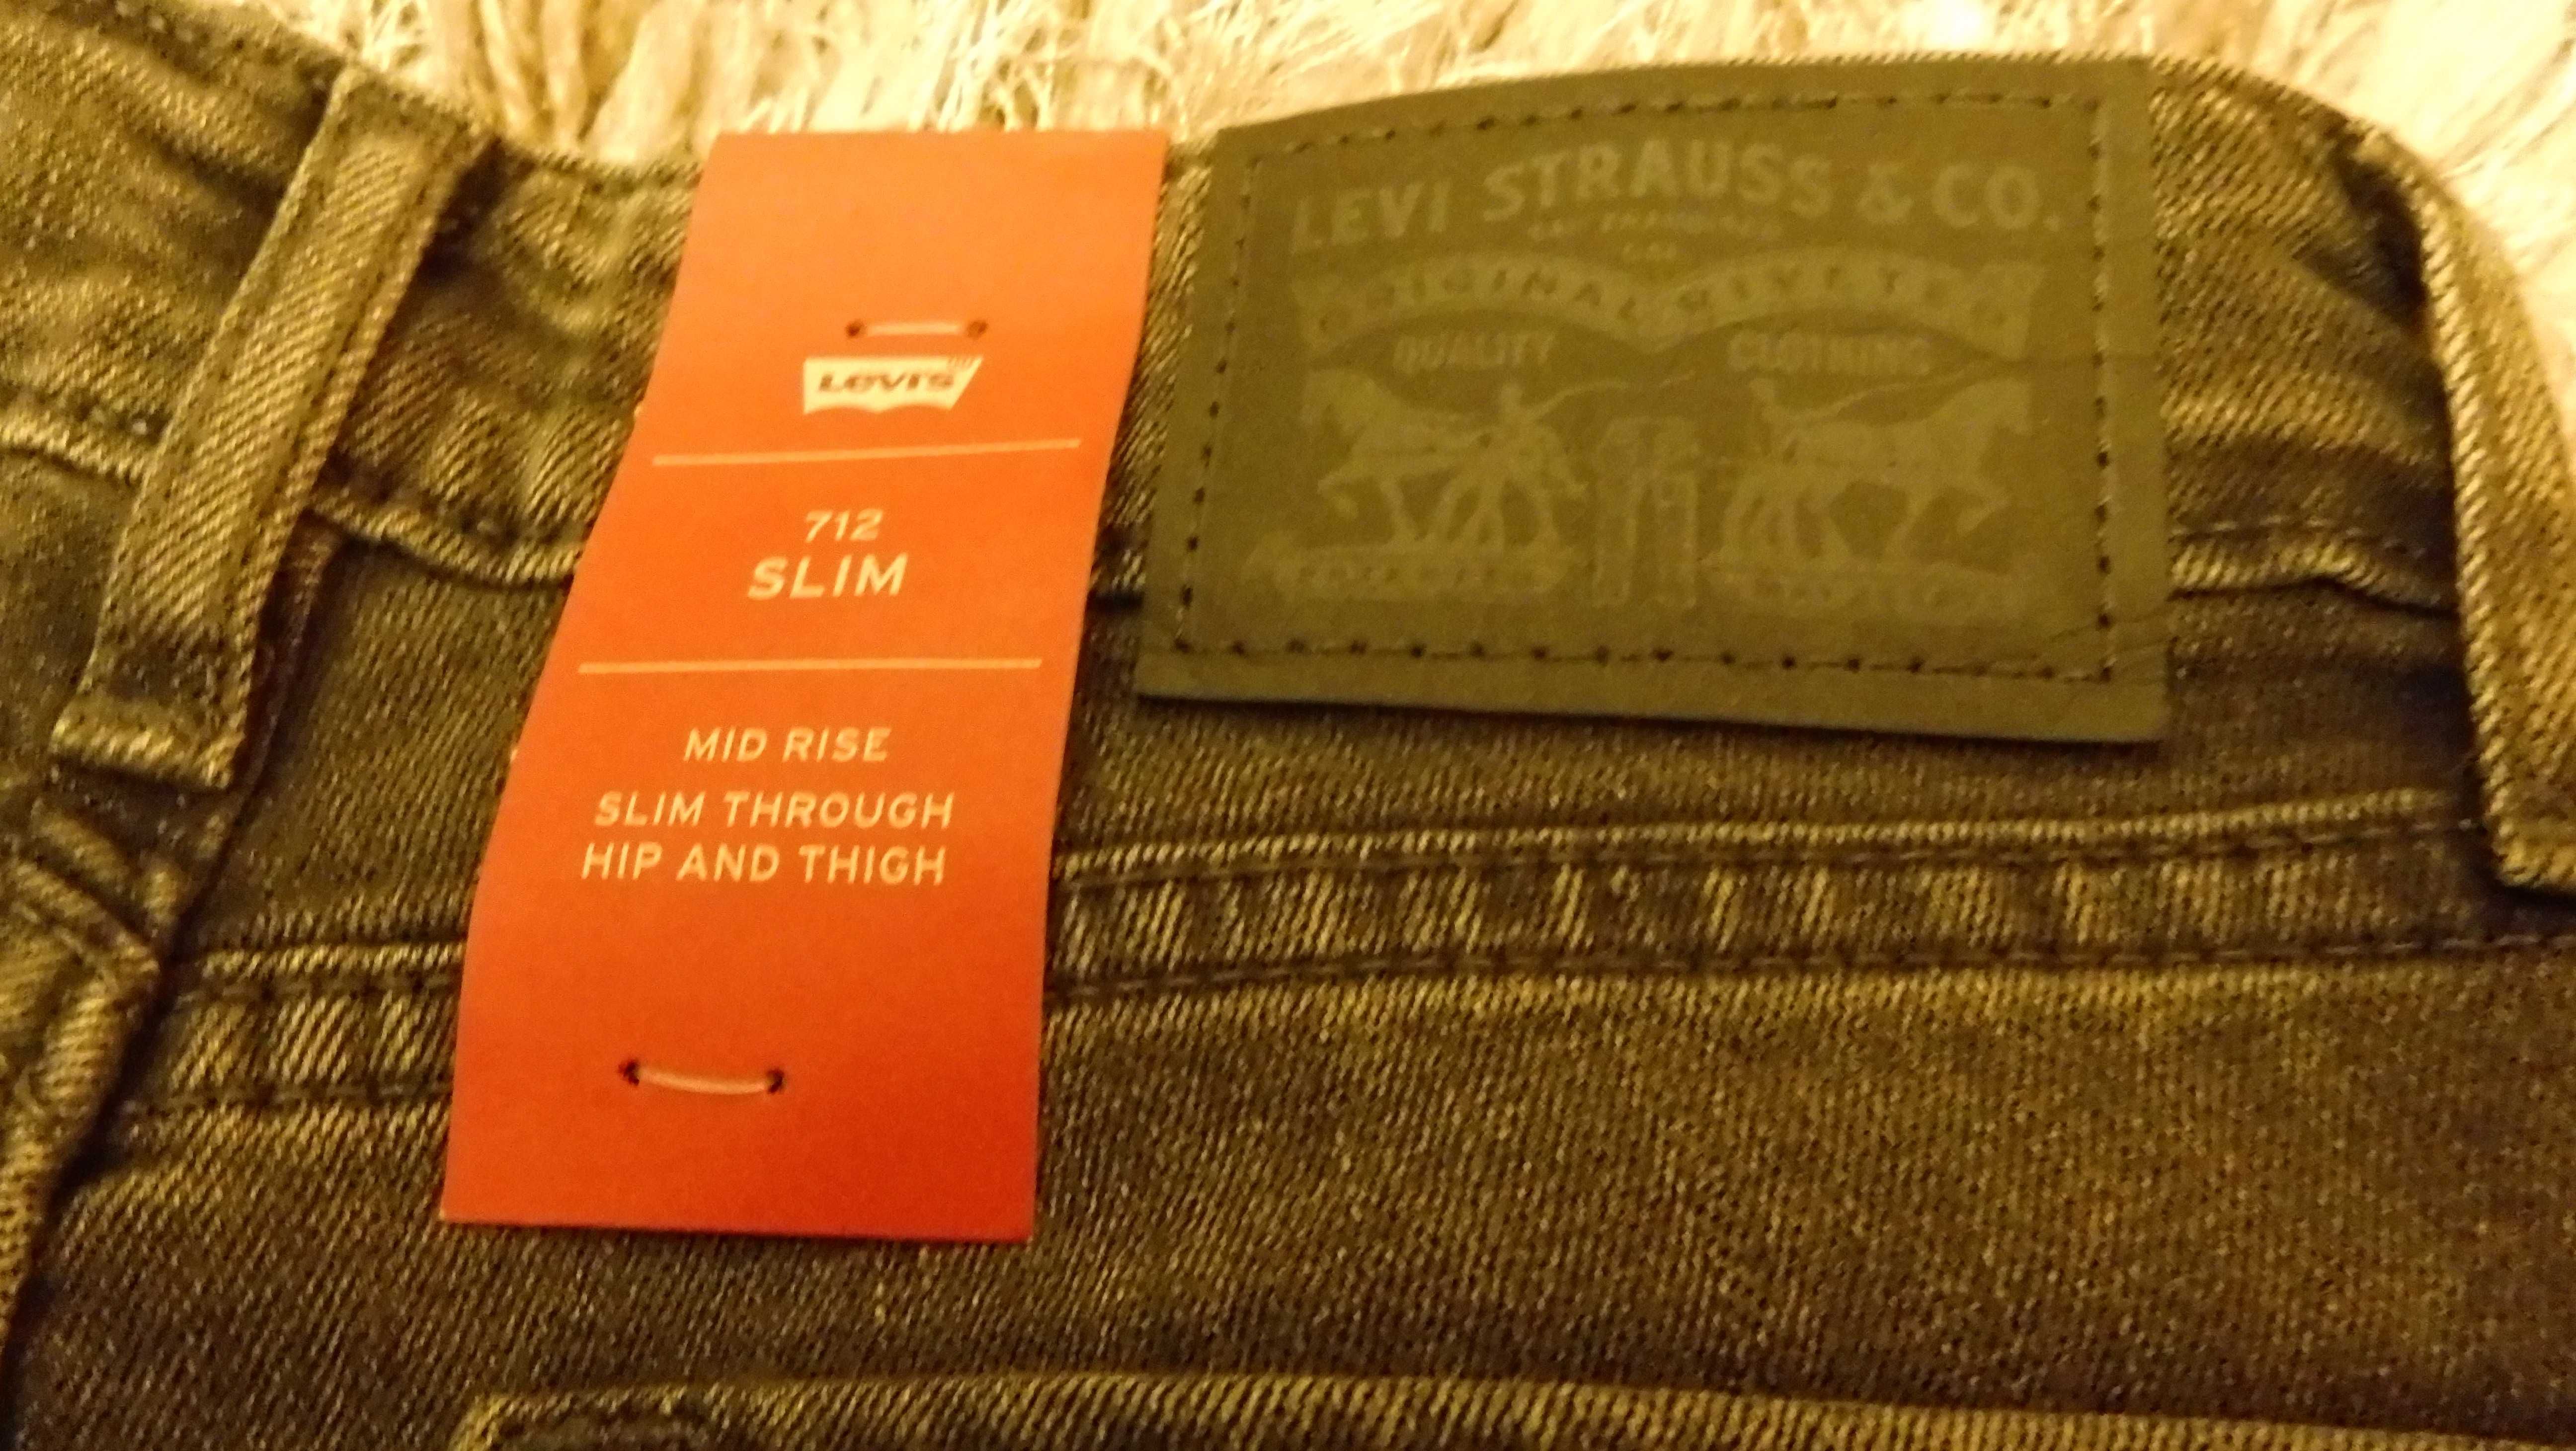 LEVI'S
712
SLIM
MID RISE
SLIM THROUGH
HIP AND THIGH
LEVI STRAUSS & CO.
QUALITY CLOTHING